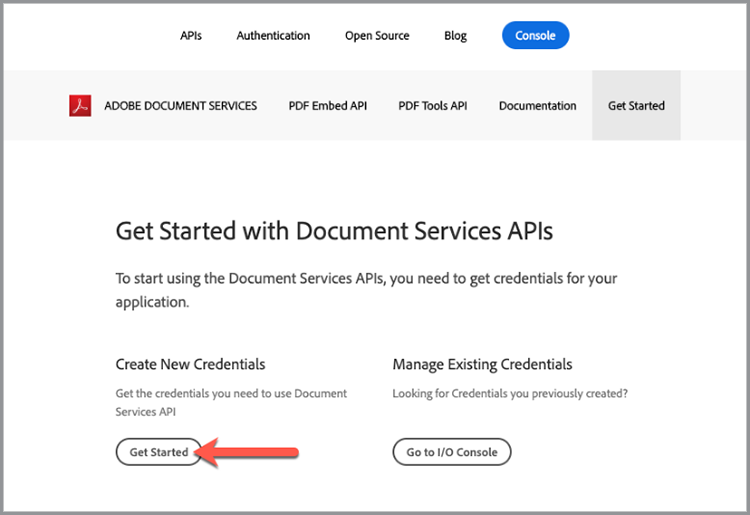 APIs Authentication Open Source Blog Console
ADOBE DOCUMENT SERVICES PDF Embed API PDF Tools API Documentation Get Started
Get Started with Document Services APIs
To start using the Document Services APIs, you need to get credentials for your
application.
Create New Credentials
Get the credentials you need to use Document
Services API
Get Started
Manage Existing Credentials
Looking for Credentials you previously created?
Go to I/O Console